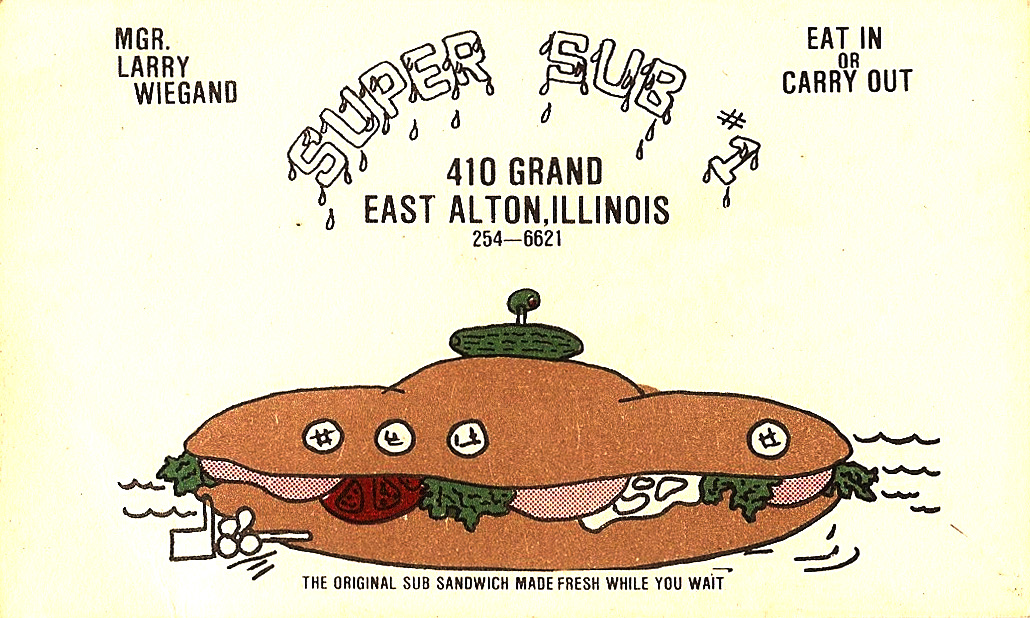 MGR.
LARRY
WIEGAND
SUPER SUB #1
EAT IN
OR
CARRY OUT
410 GRAND
EAST ALTON, ILLINOIS
254—6621
THE ORIGINAL SUB SANDWICH MADE FRESH WHILE YOU WAIT